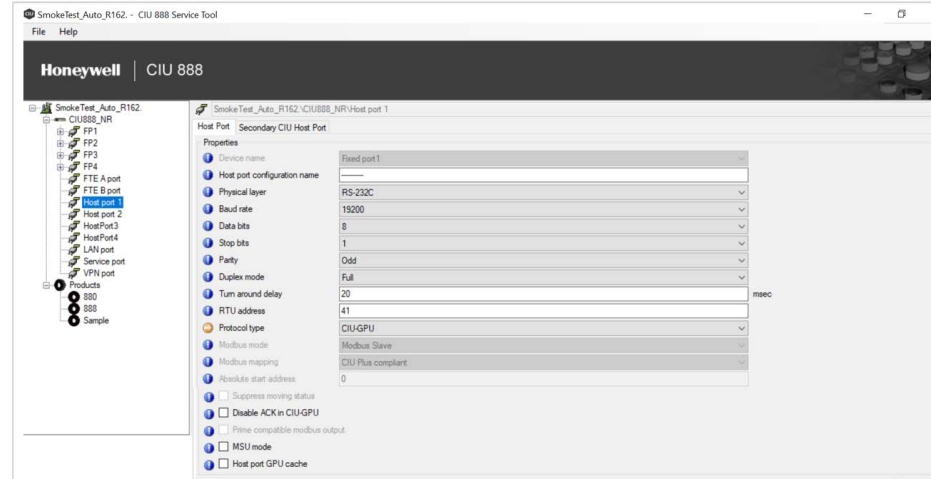 SmokeTest_Auto_R162. - CIU 888 Service Tool
File Help
Honeywell | CIU 888
SmokeTest_Auto_R162.
CIU888_NR
FP1
FP2
FP3
FP4
FTE A port
FTE B port
Host port 1
Host port 2
HostPort3
HostPort4
LAN port
Service port
VPN port
Products
880
888
Sample
SmokeTest_Auto_R162.\CIU888_NR\Host port 1
Host Port Secondary CIU Host Port
Properties
Device name Fixed port1
Host port configuration name --------
Physical layer RS-232C
Baud rate 19200
Data bits 8
Stop bits 1
Parity Odd
Duplex mode Full
Turn around delay 20 msec
RTU address 41
Protocol type CIU-GPU
Modbus mode Modbus Slave
Modbus mapping CIU Plus compliant
Absolute start address 0
Suppress moving status
Disable ACK in CIU-GPU
Prime compatible modbus output
MSU mode
Host port GPU cache